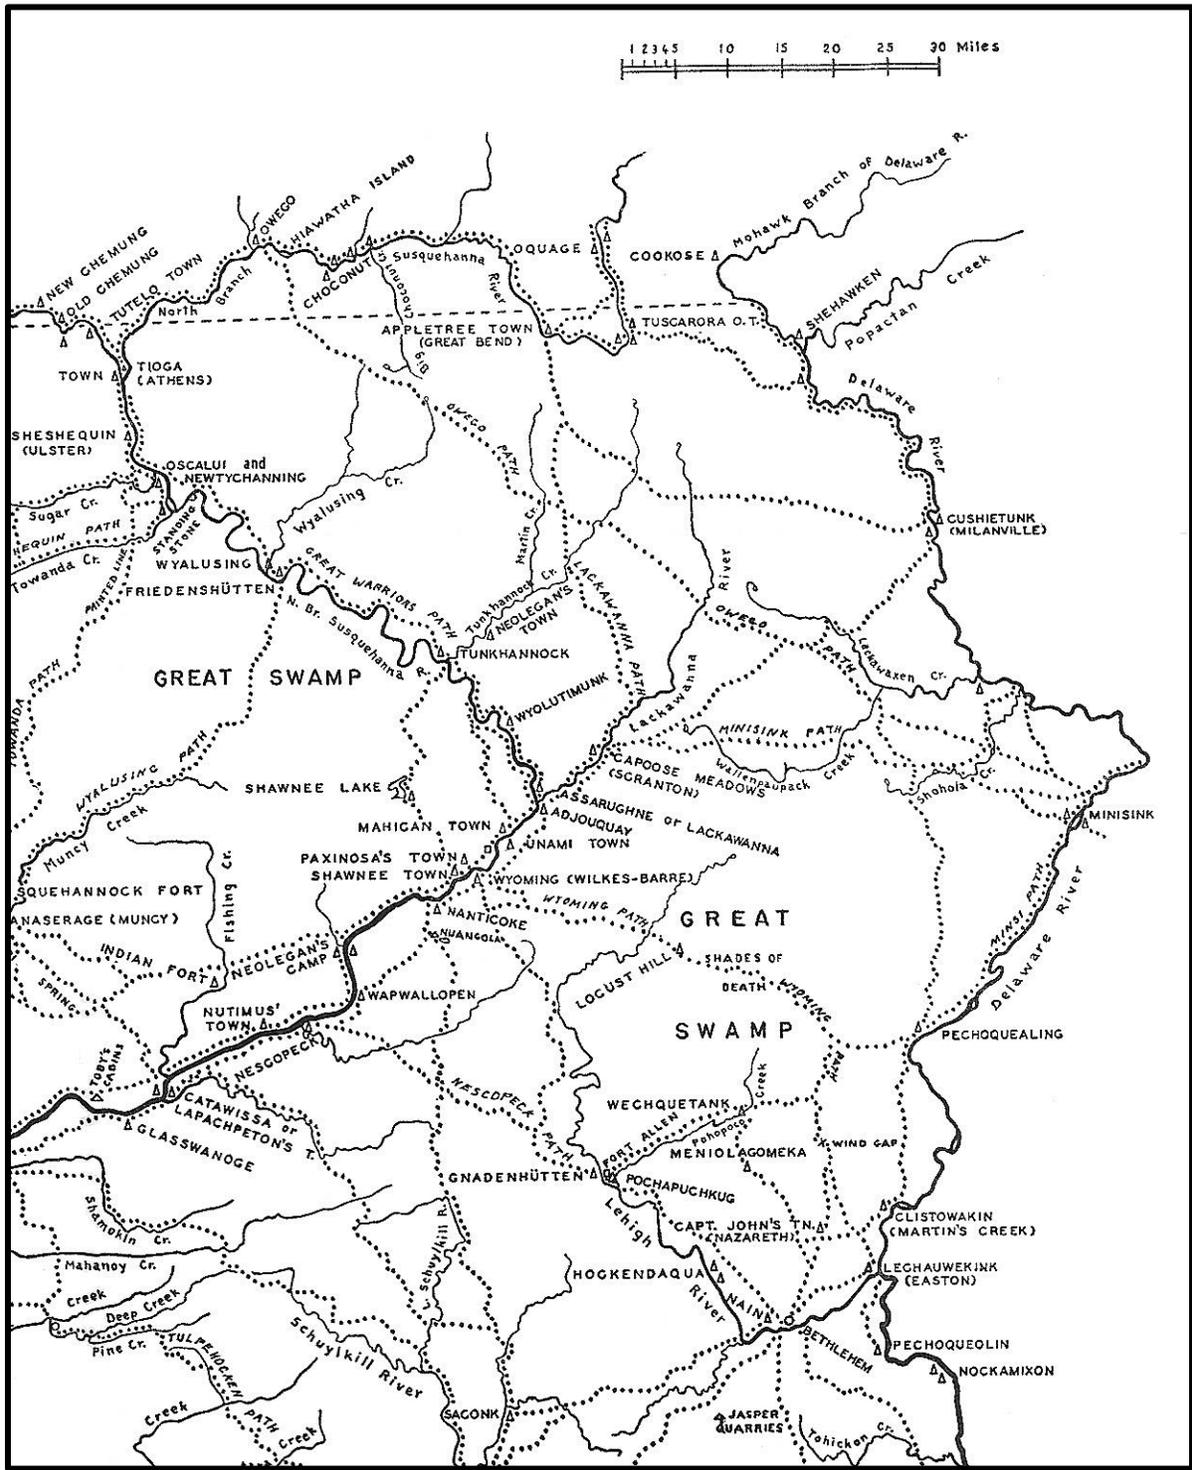 1 2 3 4 5 10 15 20 25 30 Miles
Mohawk Branch of Delaware R.
HIAWATHA ISLAND
OWEGO
NEW CHEMUNG
OLD CHEMUNG
TUTELO TOWN
North Branch
CHOCONUT
Susquehanna River
OQUAGE
COOKOSE
SHEHAWKEN
Popactan Creek
Big Choconut Cr.
APPLETREE TOWN
(GREAT BEND)
TUSCARORA O.T.
TOWN
TIOGA
(ATHENS)
Delaware River
OWEGO PATH
SHESHEQUIN
(ULSTER)
OSCALUI and
NEWTYCHANNING
Sugar Cr.
HEQUIN PATH
Towanda Cr.
STANDING
STONE
PAINTED LINE
Wyalusing Cr.
Martin Cr.
CUSHIETUNK
(MILANVILLE)
WYALUSING
FRIEDENSHÜTTEN
GREAT WARRIORS PATH
N. Br. Susquehanna R.
Tunkhannock Cr.
NEOLEGAN'S
TOWN
LACKAWANNA PATH
OWEGO PATH
Lackawanna River
Lackawaxen Cr.
TUNKHANNOCK
GREAT SWAMP
TOWANDA PATH
WYOLUTIMUNK
MINISINK PATH
Wallenpaupack Creek
WYALUSING PATH
Muncy Creek
SHAWNEE LAKE
CAPOOSE MEADOWS
(SCRANTON)
Shohola Cr.
ASSARUGHNE or LACKAWANNA
ADJOUQUAY
MINISINK
MAHICAN TOWN
UNAMI TOWN
PAXINOSA'S TOWN
SHAWNEE TOWN
WYOMING (WILKES-BARRE)
SQUEHANNOCK FORT
ANASERAGE (MUNCY)
Fishing Cr.
NANTICOKE
NUANGOLA
WYOMING PATH
GREAT
MINSI PATH
Delaware River
INDIAN FORT
SPRING
NEOLEGAN'S
CAMP
LOCUST HILL
SHADES OF
DEATH
WYOMING PATH
WAPWALLOPEN
NUTIMUS'
TOWN
SWAMP
PECHOQUEALING
NESCOPECK
TOBY'S
CABINS
NESCOPECK PATH
CATAWISSA or
LAPACHPETON'S T.
GLASSWANOGE
WECHQUETANK
FORT ALLEN
Pohopoco Creek
WIND GAP
MENIOLAGOMEKA
GNADENHÜTTEN
POCHAPUCHKUG
Lehigh River
CAPT. JOHN'S TN.
(NAZARETH)
CLISTOWAKIN
(MARTIN'S CREEK)
Shamokin Cr.
Mahanoy Cr.
L. Schuylkill R.
HOCKENDAQUA
LECHAUWEKINK
(EASTON)
Creek
Deep Creek
Pine Cr.
TULPEHOCKEN PATH
Schuylkill River
NAIN
BETHLEHEM
PECHOQUEOLIN
NOCKAMIXON
Creek
Creek
SACONK
JASPER
QUARRIES
Tohickon Cr.